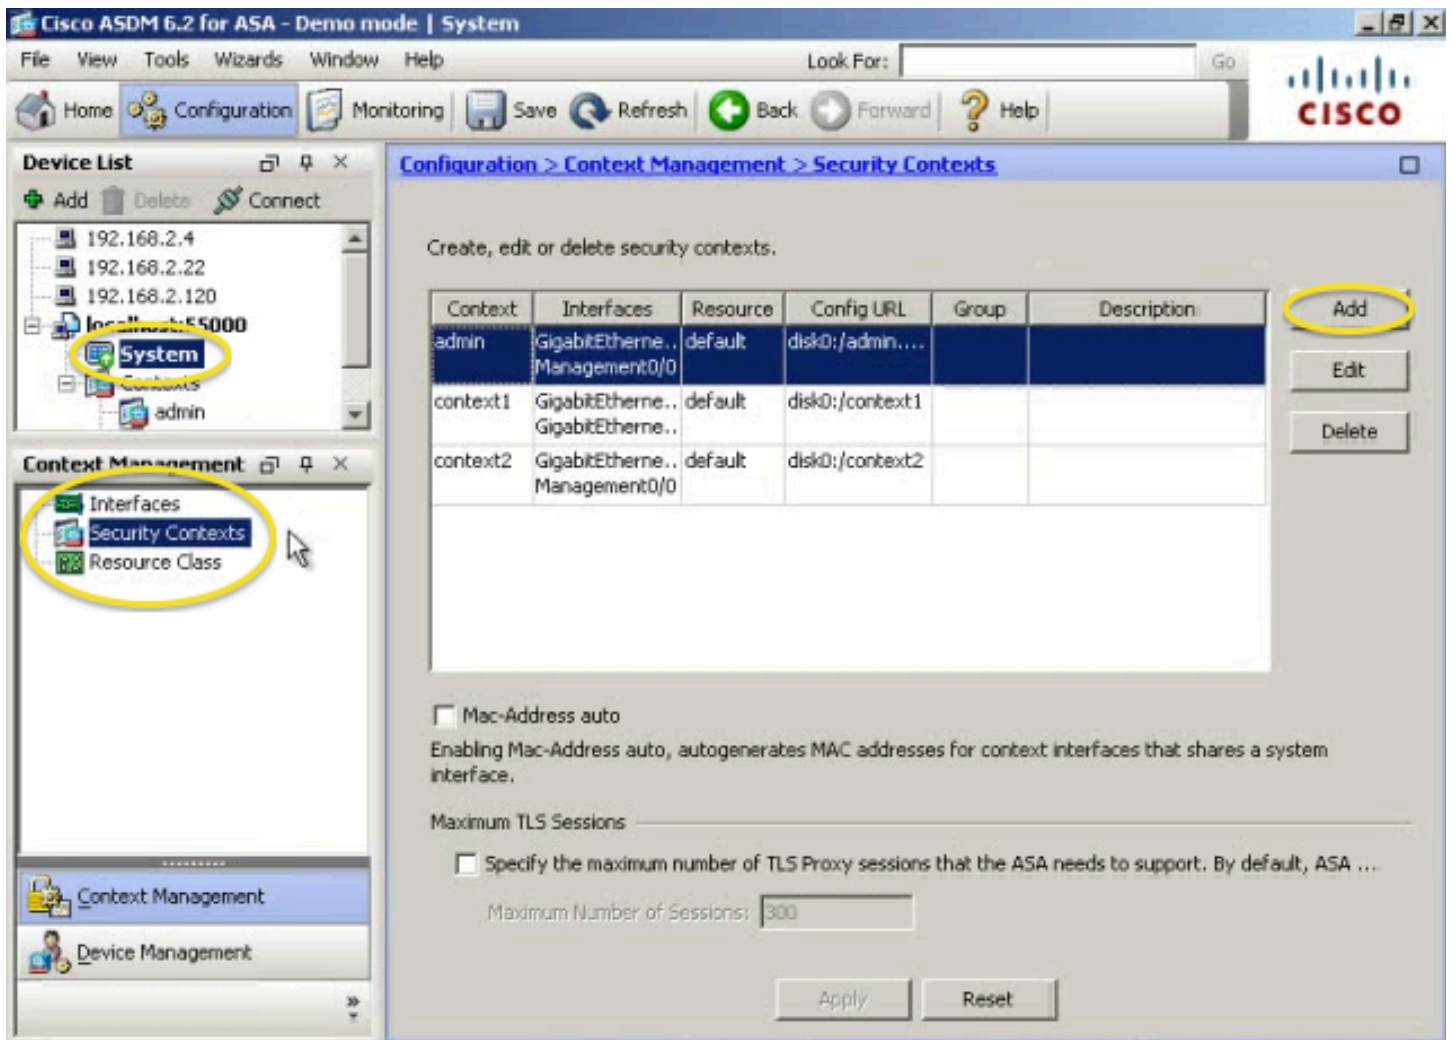 Cisco ASDM 6.2 for ASA - Demo mode | System
File View Tools Wizards Window Help Look For: Go
Home Configuration Monitoring Save Refresh Back Forward Help
CISCO
Device List
Add Delete Connect
192.168.2.4
192.168.2.22
192.168.2.120
localhost:55000
System
Contexts
admin
Context Management
Interfaces
Security Contexts
Resource Class
Context Management
Device Management
Configuration > Context Management > Security Contexts
Create, edit or delete security contexts.
Context Interfaces Resource Config URL Group Description
admin GigabitEtherne.. default disk0:/admin....
Management0/0
context1 GigabitEtherne.. default disk0:/context1
GigabitEtherne..
context2 GigabitEtherne.. default disk0:/context2
Management0/0
Add
Edit
Delete
Mac-Address auto
Enabling Mac-Address auto, autogenerates MAC addresses for context interfaces that shares a system
interface.
Maximum TLS Sessions
Specify the maximum number of TLS Proxy sessions that the ASA needs to support. By default, ASA ...
Maximum Number of Sessions: 300
Apply Reset